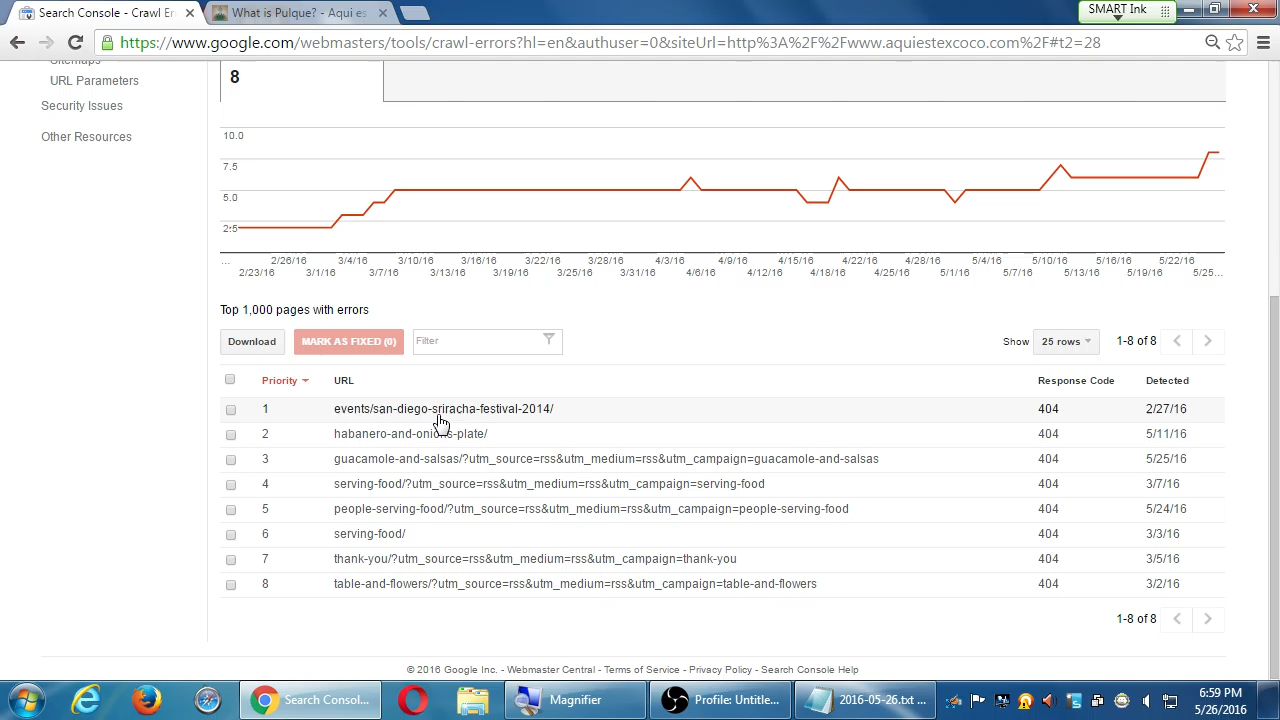 Search Console - Crawl Er
What is Pulque? - Aqui es
SMART Ink
https://www.google.com/webmasters/tools/crawl-errors?hl=en&authuser=0&siteUrl=http%3A%2F%2Fwww.aquiestexcoco.com%2F#t2=28
Sitemaps
URL Parameters
Security Issues
Other Resources
8
10.0
7.5
5.0
2.5
... 2/26/16 3/4/16 3/10/16 3/16/16 3/22/16 3/28/16 4/3/16 4/9/16 4/15/16 4/22/16 4/28/16 5/4/16 5/10/16 5/16/16 5/22/16
2/23/16 3/1/16 3/7/16 3/13/16 3/19/16 3/25/16 3/31/16 4/6/16 4/12/16 4/18/16 4/25/16 5/1/16 5/7/16 5/13/16 5/19/16 5/25...
Top 1,000 pages with errors
Download MARK AS FIXED (0) Filter Show 25 rows 1-8 of 8
Priority URL Response Code Detected
1 events/san-diego-sriracha-festival-2014/ 404 2/27/16
2 habanero-and-onions-plate/ 404 5/11/16
3 guacamole-and-salsas/?utm_source=rss&utm_medium=rss&utm_campaign=guacamole-and-salsas 404 5/25/16
4 serving-food/?utm_source=rss&utm_medium=rss&utm_campaign=serving-food 404 3/7/16
5 people-serving-food/?utm_source=rss&utm_medium=rss&utm_campaign=people-serving-food 404 5/24/16
6 serving-food/ 404 3/3/16
7 thank-you/?utm_source=rss&utm_medium=rss&utm_campaign=thank-you 404 3/5/16
8 table-and-flowers/?utm_source=rss&utm_medium=rss&utm_campaign=table-and-flowers 404 3/2/16
1-8 of 8
© 2016 Google Inc. - Webmaster Central - Terms of Service - Privacy Policy - Search Console Help
Search Consol...
Magnifier
Profile: Untitle...
2016-05-26.txt ...
6:59 PM
5/26/2016